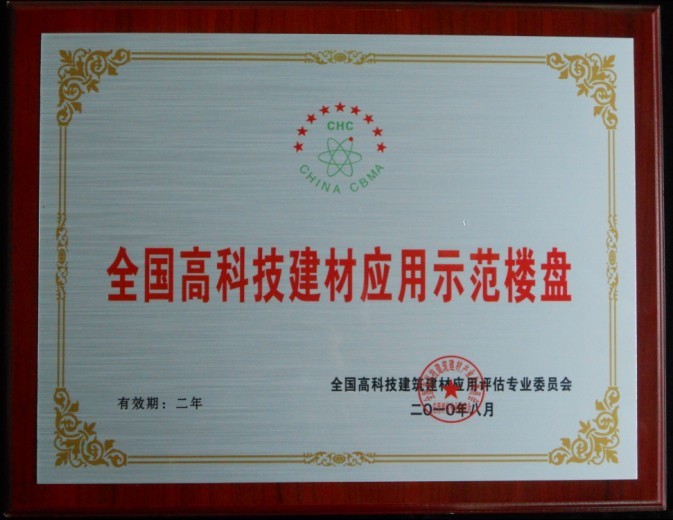 CHC
CHINA CBMA
全国高科技建材应用示范楼盘
全国高科技建筑建材应用评估专业委员会
有效期：二年
二〇一〇年八月